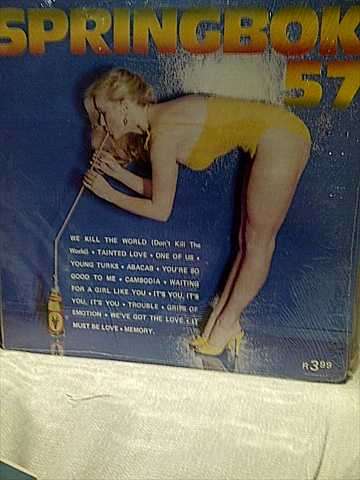 SPRINGBOK
57
WE KILL THE WORLD (Don't Kill The
World) • TAINTED LOVE • ONE OF US •
YOUNG TURKS • ABACAB • YOU'RE SO
GOOD TO ME • CAMBODIA • WAITING
FOR A GIRL LIKE YOU • IT'S YOU, IT'S
YOU, IT'S YOU • TROUBLE • GRIPS OF
EMOTION • WE'VE GOT THE LOVE • IT
MUST BE LOVE • MEMORY.
R3 99